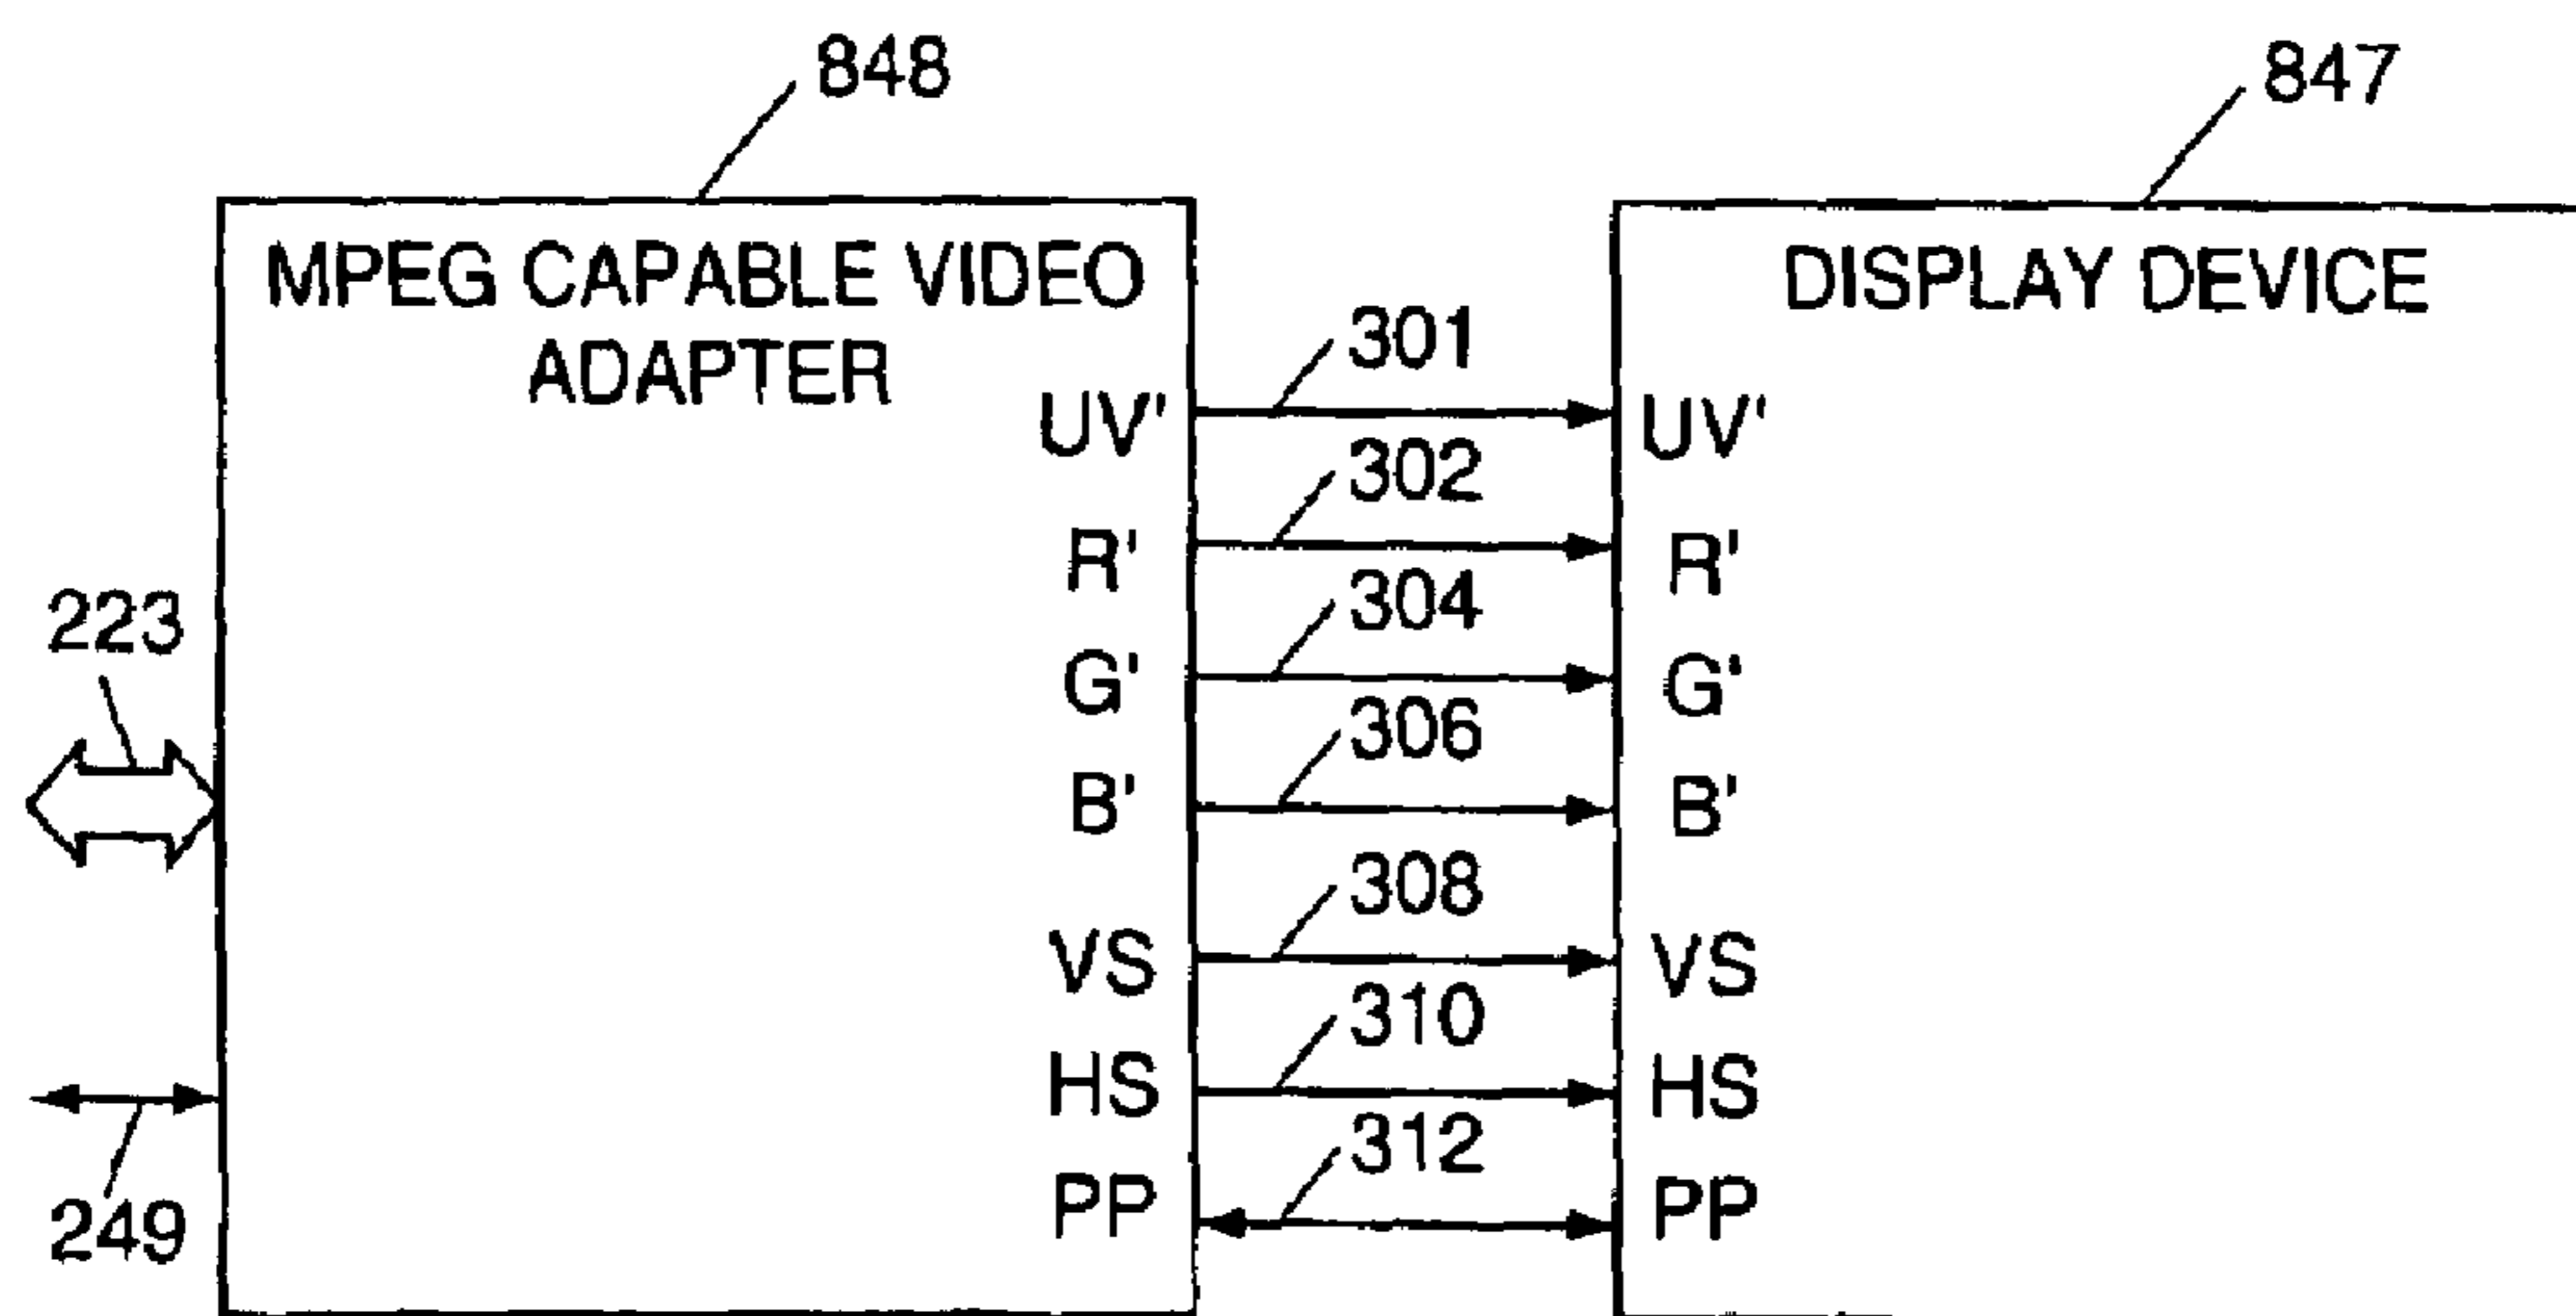 848
847
MPEG CAPABLE VIDEO
ADAPTER
DISPLAY DEVICE
301
UV'
UV'
302
R'
R'
304
G'
G'
306
B'
B'
308
VS
VS
310
HS
HS
312
PP
PP
223
249